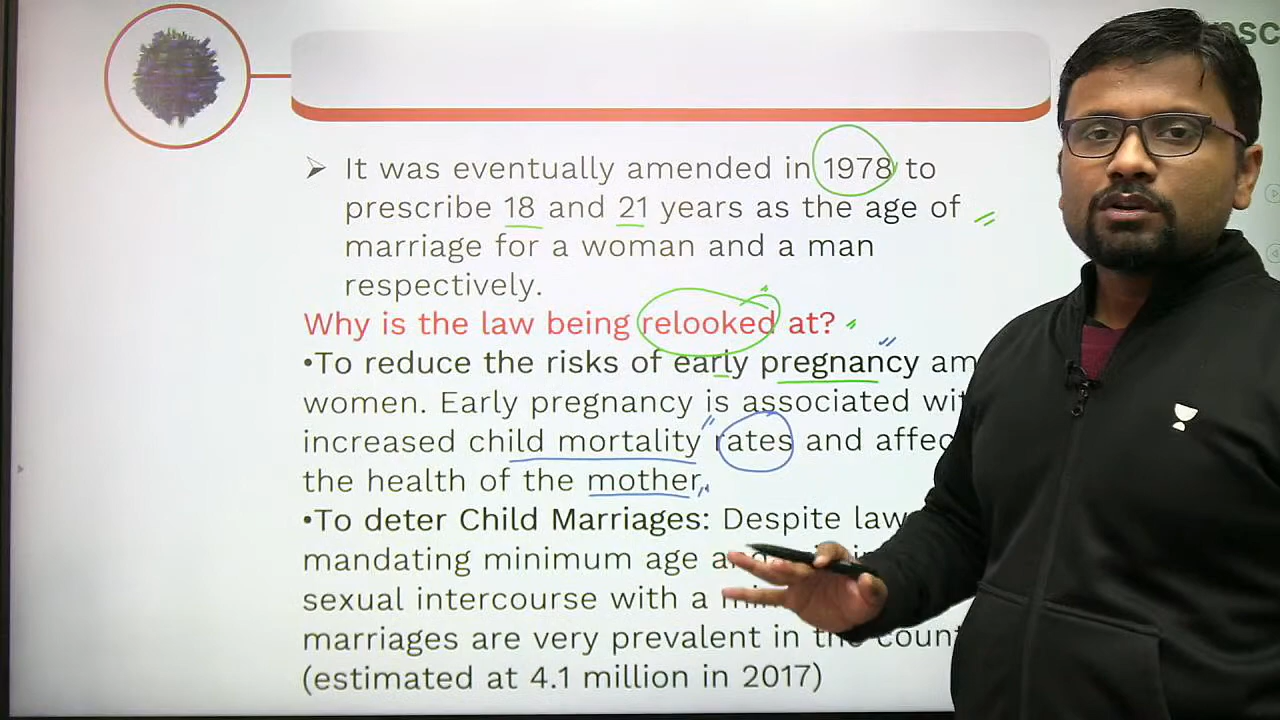 ➢ It was eventually amended in 1978 to
prescribe 18 and 21 years as the age of
marriage for a woman and a man
respectively.
Why is the law being relooked at?
•To reduce the risks of early pregnancy
women. Early pregnancy is associated
increased child mortality rates and
the health of the mother.
•To deter Child Marriages: Despite
mandating minimum age
sexual intercourse with a
marriages are very prevalent in the
(estimated at 4.1 million in 2017)